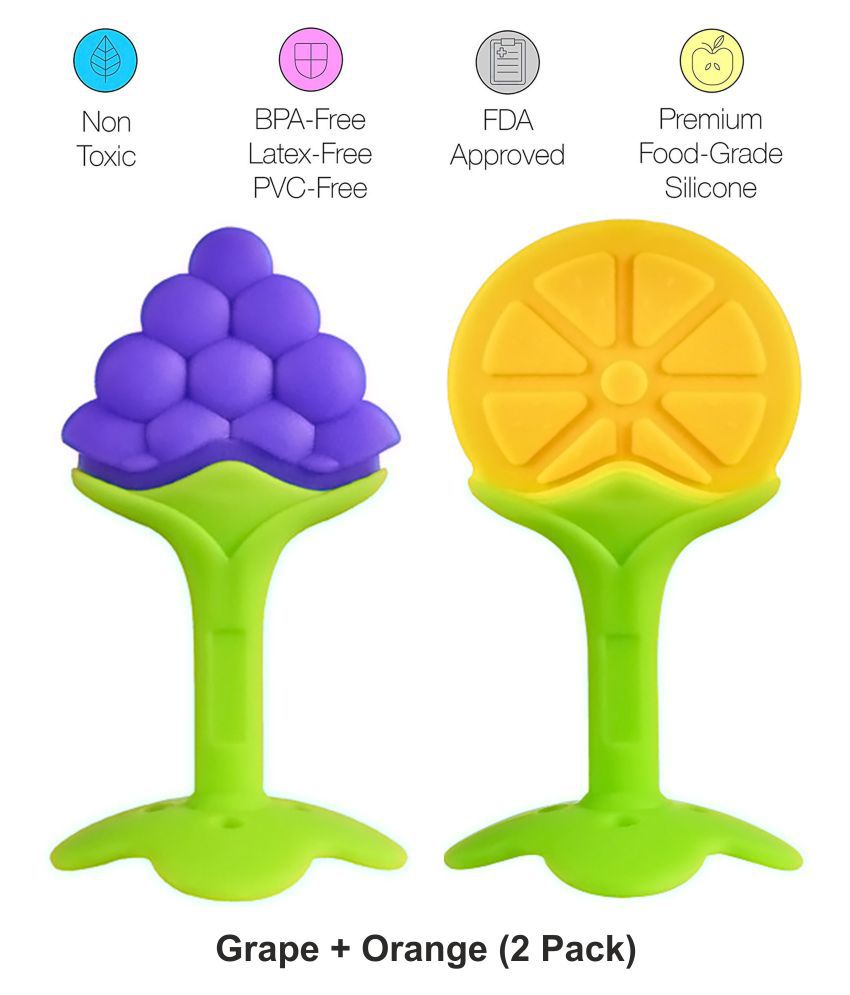 Non
Toxic
BPA-Free
Latex-Free
PVC-Free
FDA
Approved
Premium
Food-Grade
Silicone
Grape + Orange (2 Pack)